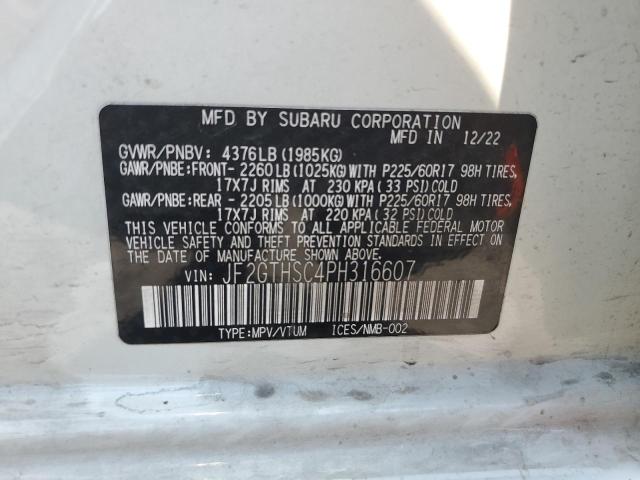 MFD BY SUBARU CORPORATION
MFD IN 12/22
GVWR/PNBV: 4376LB (1985KG)
GAWR/PNBE:FRONT- 2260LB (1025KG) WITH P225/60R17 98H TIRES,
17X7J RIMS AT 230 KPA (33 PSI) COLD
GAWR/PNBE:REAR - 2205LB (1000KG) WITH P225/60R17 98H TIRES,
17X7J RIMS AT 220 KPA (32 PSI) COLD
THIS VEHICLE CONFORMS TO ALL APPLICABLE FEDERAL MOTOR
VEHICLE SAFETY AND THEFT PREVENTION STANDARDS IN EFFECT ON
THE DATE OF MANUFACTURE SHOWN ABOVE.
VIN: JF2GTHSC4PH316607
TYPE:MPV/VTUM ICES/NMB-002